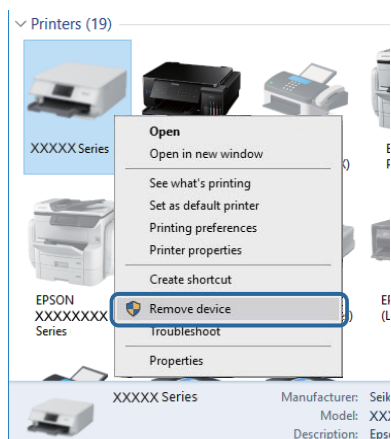 Printers (19)
XXXXX Series
Open
Open in new window
See what's printing
Set as default printer
Printing preferences
Printer properties
Create shortcut
Remove device
Troubleshoot
Properties
EPSON
XXXXXXXX
Series
XXXXX Series
Manufacturer:
Model:
Description: